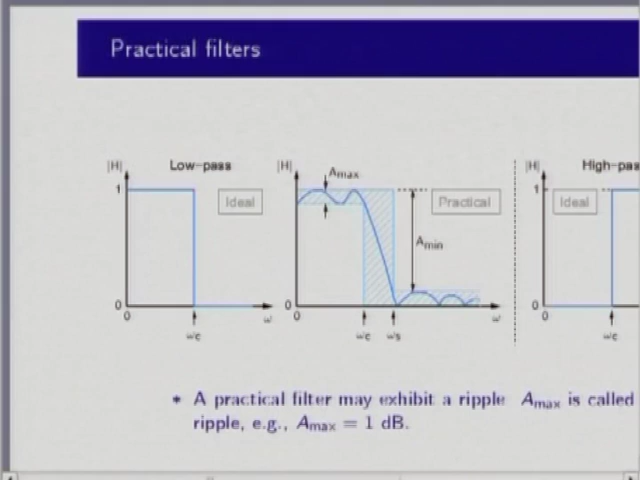 Practical filters
|H| Low-pass |H| Amax |H| High-pas
1 Ideal Practical 1 Ideal
Amin
0 0 0
0 ωc ω 0 ωc ωs ω 0 ωc
• A practical filter may exhibit a ripple Amax is called
ripple, e.g., Amax = 1 dB.